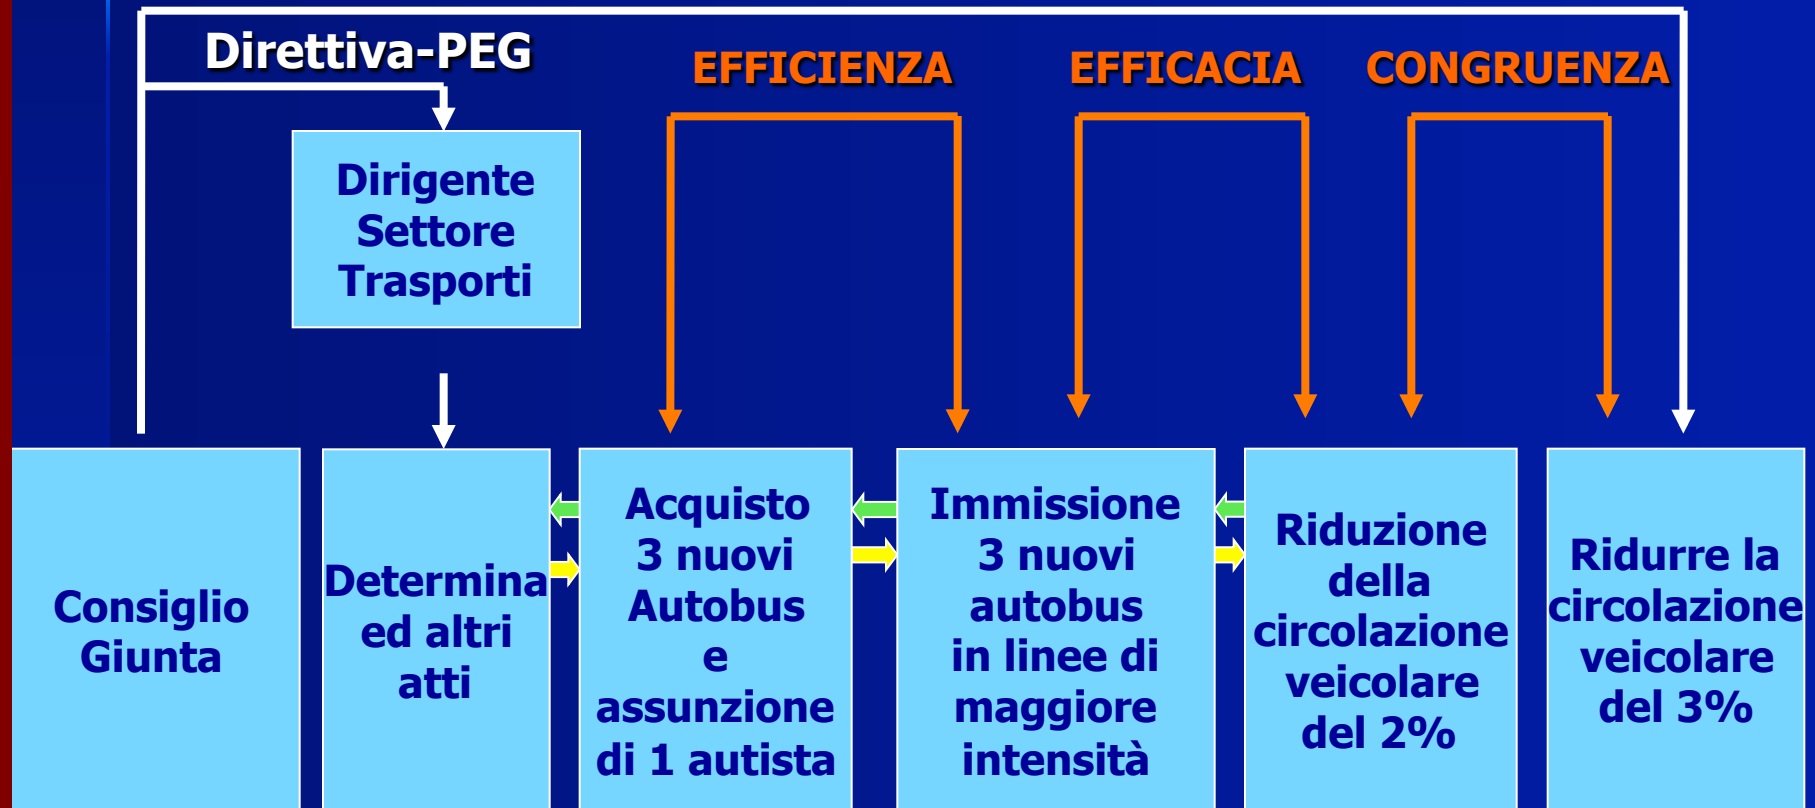 Direttiva-PEG
EFFICIENZA
EFFICACIA
CONGRUENZA
Dirigente
Settore
Trasporti
Consiglio
Giunta
Determina
ed altri
atti
Acquisto
3 nuovi
Autobus
e
assunzione
di 1 autista
Immissione
3 nuovi
autobus
in linee di
maggiore
intensità
Riduzione
della
circolazione
veicolare
del 2%
Ridurre la
circolazione
veicolare
del 3%